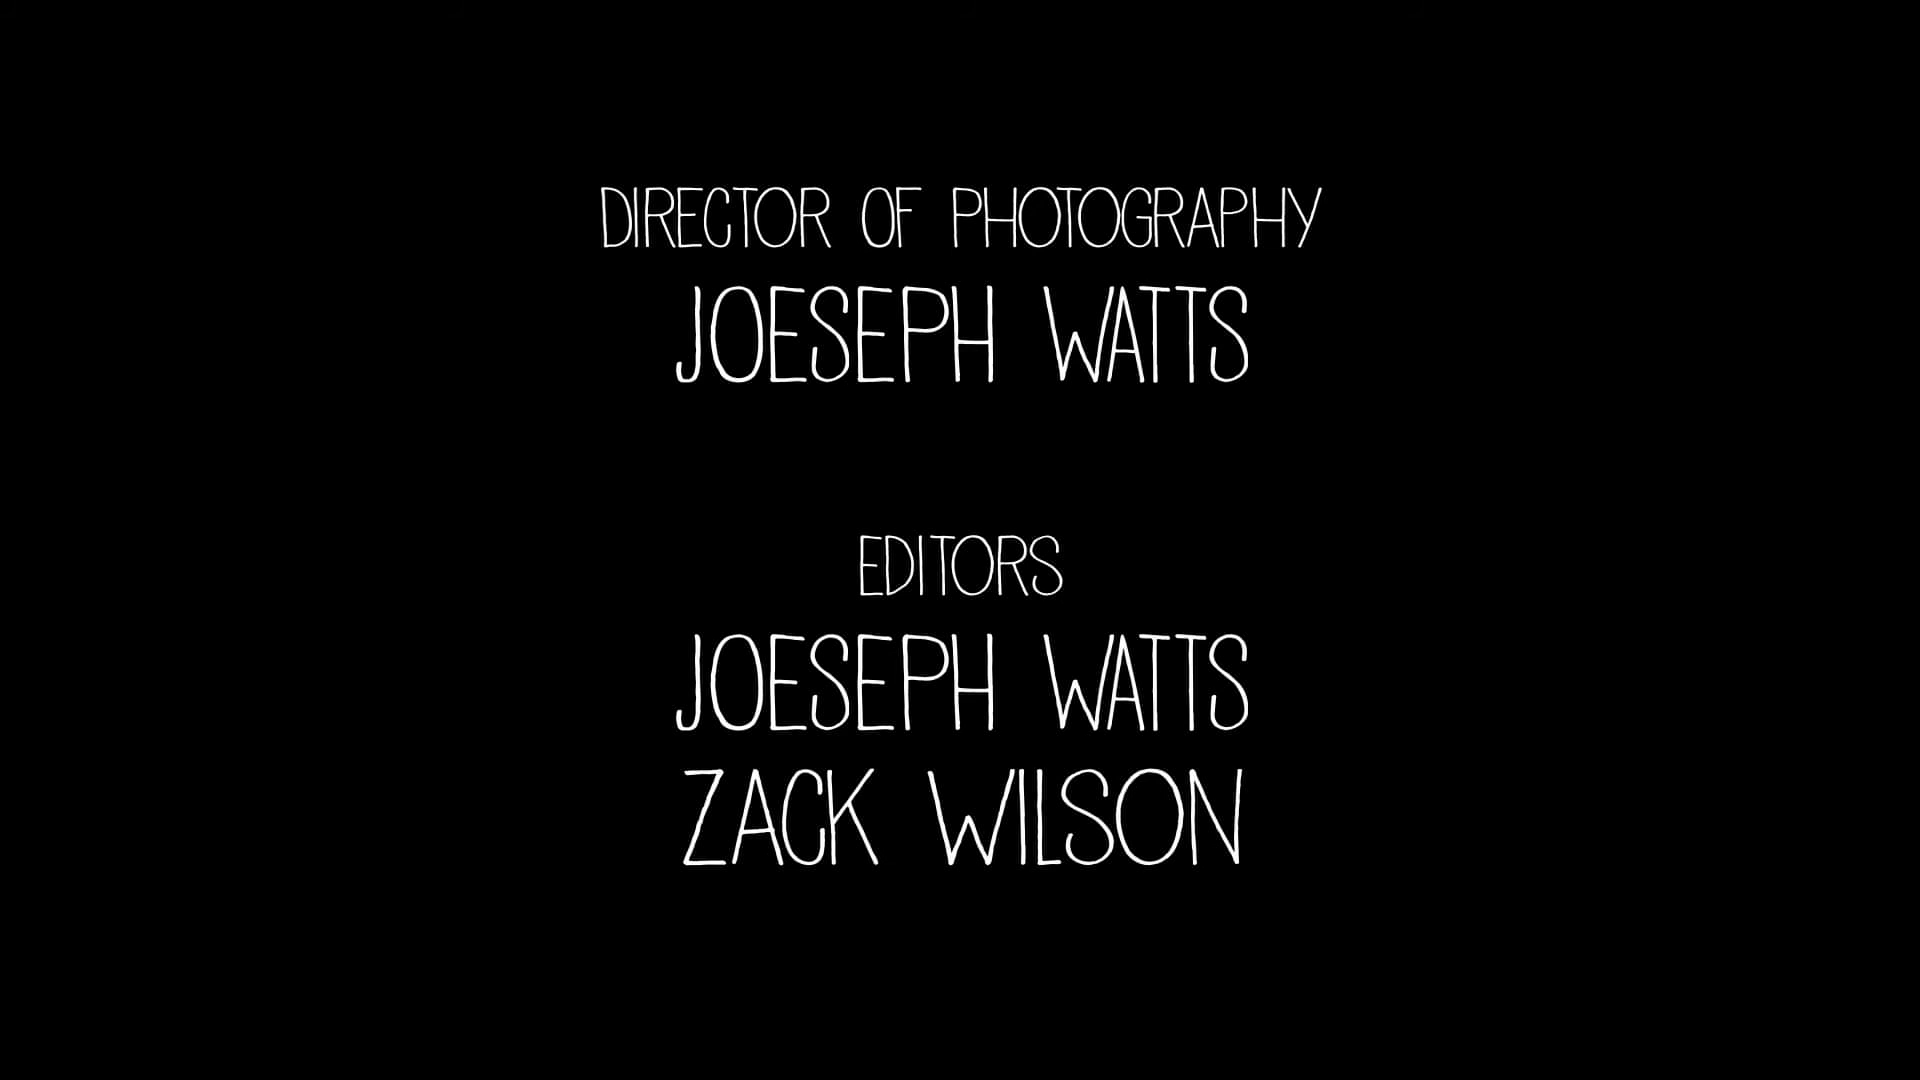 DIRECTOR OF PHOTOGRAPHY
JOESEPH WATTS
EDITORS
JOESEPH WATTS
ZACK WILSON